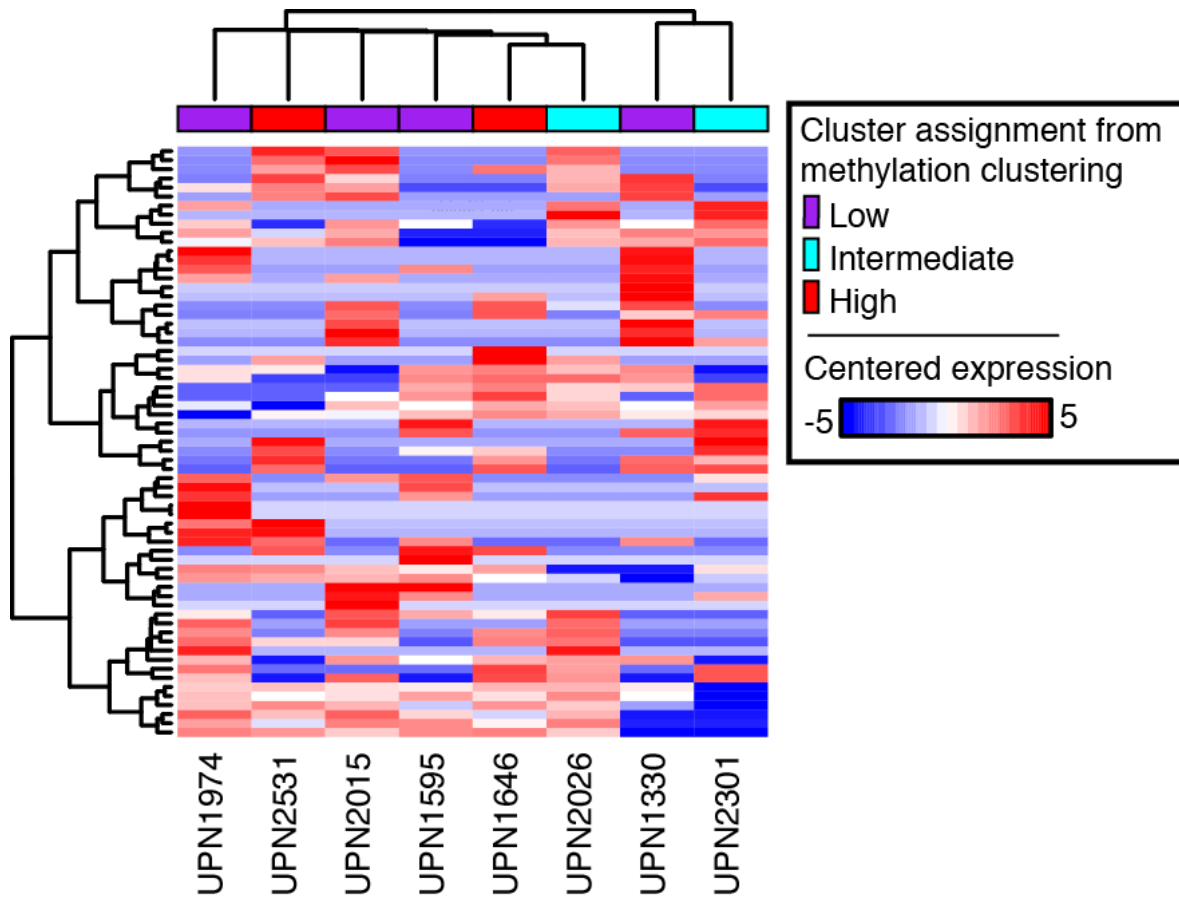 Cluster assignment from
methylation clustering
Low
Intermediate
High
Centered expression
-5 5
UPN1974 UPN2531 UPN2015 UPN1595 UPN1646 UPN2026 UPN1330 UPN2301